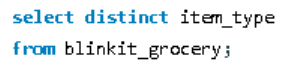 select distinct item_type
from blinkit_grocery;